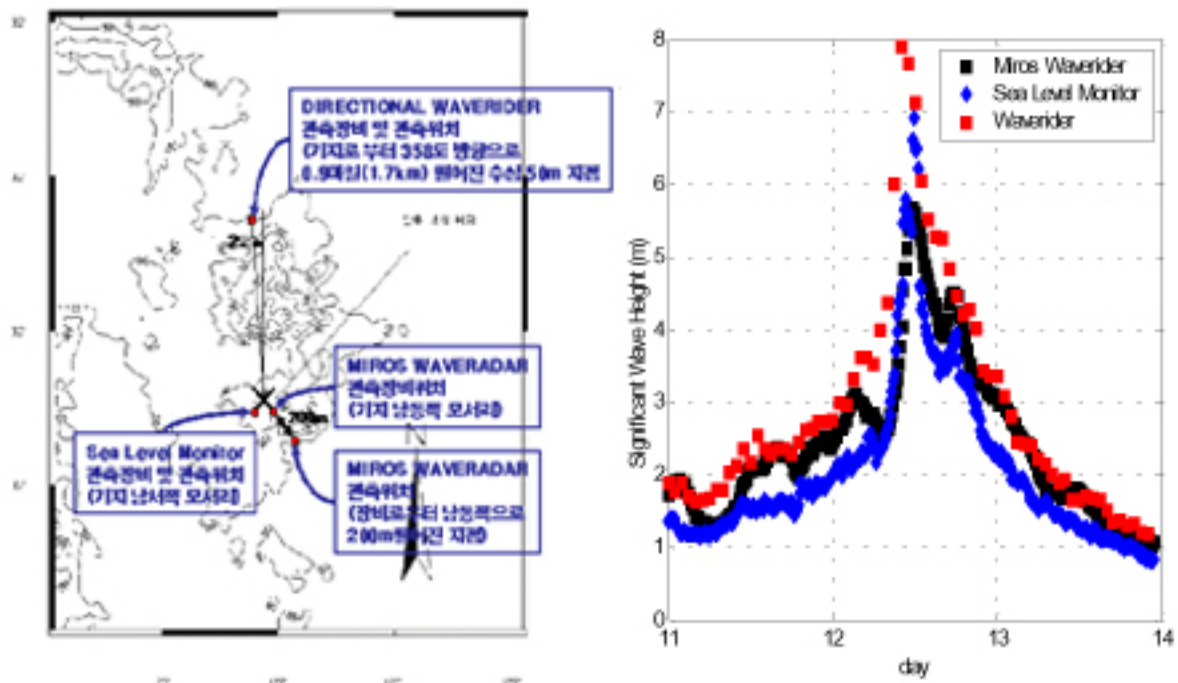 DIRECTIONAL WAVERIDER
관측장비 및 관측위치
(기지로 부터 358도 방향으로
0.9마일(1.7km) 떨어진 수심 50m 지점
MIROS WAVERADAR
관측장비위치
(기지 남동쪽 모서리)
200m
Sea Level Monitor
관측장비 및 관측위치
(기지 남서쪽 모서리)
MIROS WAVERADAR
관측위치
(장비로부터 남동쪽으로
200m떨어진 지점)
N
Miros Waverider
Sea Level Monitor
Waverider
Significant Wave Height (m)
8
7
6
5
4
3
2
1
0
11
12
13
14
day